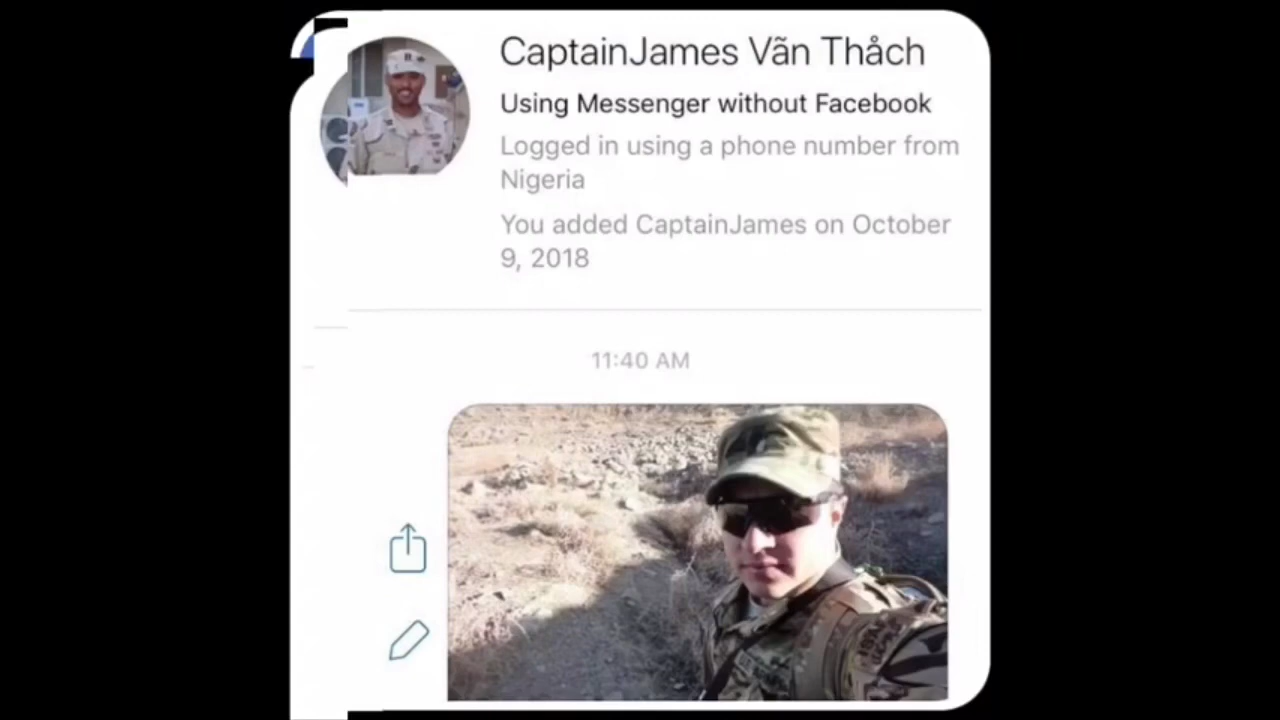 CaptainJames Vãn Thåch
Using Messenger without Facebook
Logged in using a phone number from
Nigeria
You added CaptainJames on October
9, 2018
11:40 AM